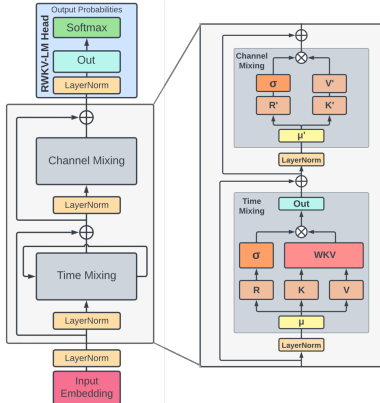 Output Probabilities
Softmax
Out
LayerNorm
RWKV-LM Head
Channel Mixing
LayerNorm
Time Mixing
LayerNorm
LayerNorm
Input
Embedding
Channel
Mixing
σ
V'
R'
K'
μ'
LayerNorm
Time
Mixing
Out
σ
WKV
R
K
V
μ
LayerNorm